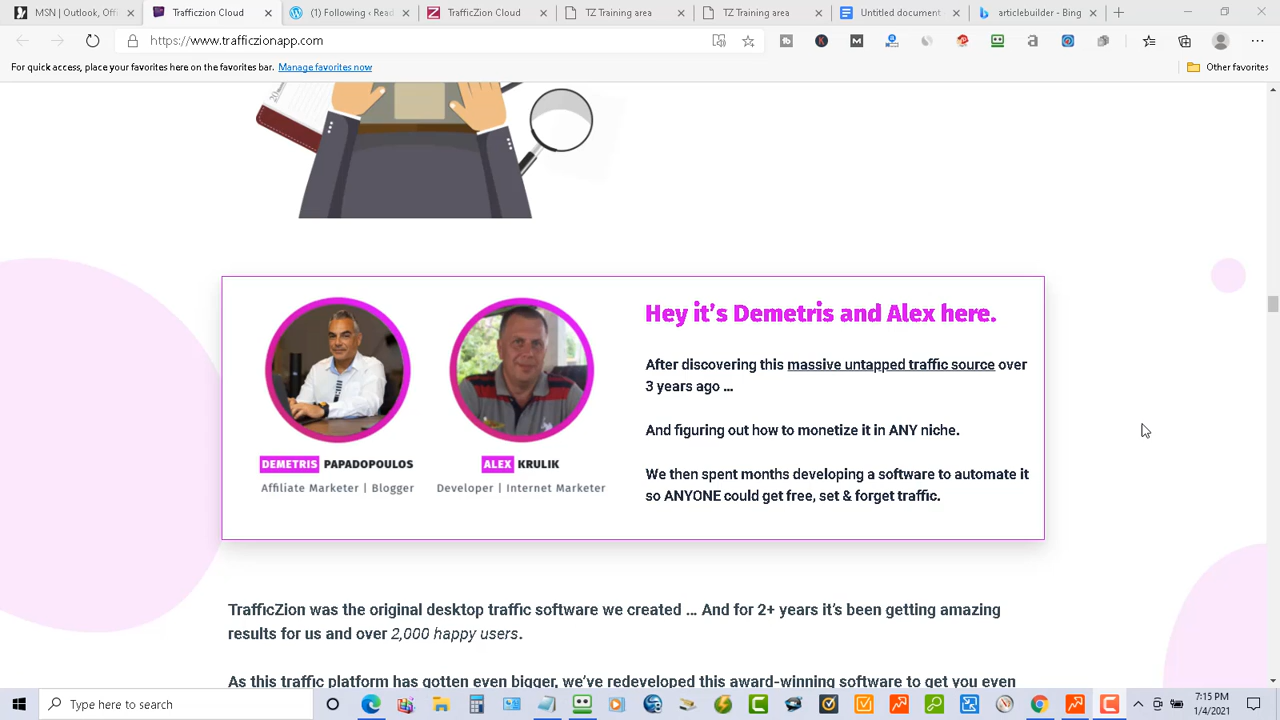 MSN | Outlook, Offi
Trafficzion Cloud
(1) Following ‹ Read
TrafficZion Cloud
TZ Training area
TZ Training area
Untitled document
articlebuilder - Bing
https://www.trafficzionapp.com
For quick access, place your favorites here on the favorites bar. Manage favorites now
Other favorites
Hey it's Demetris and Alex here.
After discovering this massive untapped traffic source over
3 years ago ...
And figuring out how to monetize it in ANY niche.
We then spent months developing a software to automate it
so ANYONE could get free, set & forget traffic.
DEMETRIS PAPADOPOULOS
Affiliate Marketer | Blogger
ALEX KRULIK
Developer | Internet Marketer
TrafficZion was the original desktop traffic software we created ... And for 2+ years it's been getting amazing
results for us and over 2,000 happy users.
As this traffic platform has gotten even bigger, we've redeveloped this award-winning software to get you even
Type here to search
7:15 PM
1/4/2021